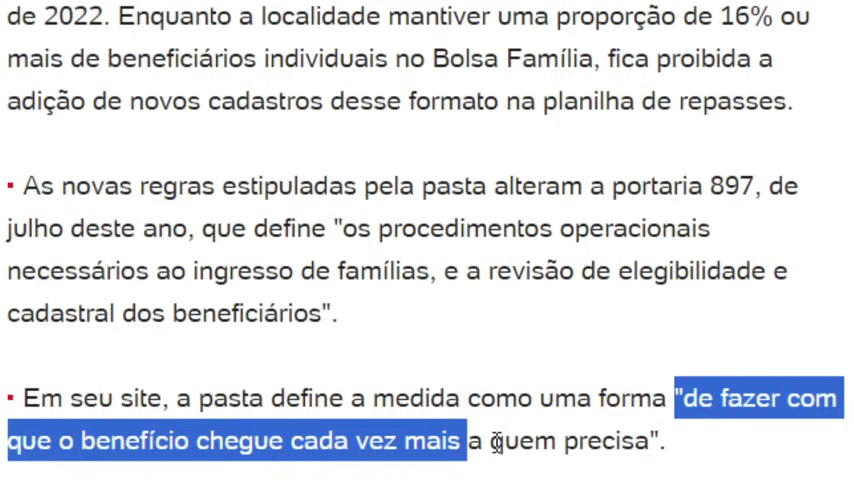 de 2022. Enquanto a localidade mantiver uma proporção de 16% ou
mais de beneficiários individuais no Bolsa Família, fica proibida a
adição de novos cadastros desse formato na planilha de repasses.
▪ As novas regras estipuladas pela pasta alteram a portaria 897, de
julho deste ano, que define "os procedimentos operacionais
necessários ao ingresso de famílias, e a revisão de elegibilidade e
cadastral dos beneficiários".
▪ Em seu site, a pasta define a medida como uma forma "de fazer com
que o benefício chegue cada vez mais a quem precisa".